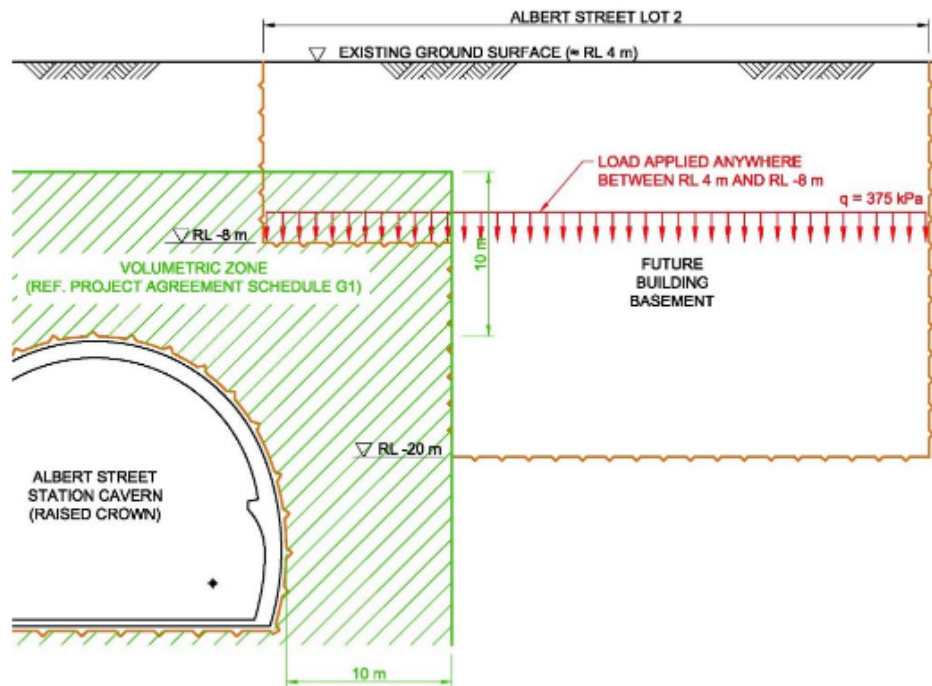 ALBERT STREET LOT 2
EXISTING GROUND SURFACE (≈ RL 4 m)
LOAD APPLIED ANYWHERE
BETWEEN RL 4 m AND RL -8 m
q = 375 kPa
RL -8 m
10 m
VOLUMETRIC ZONE
(REF. PROJECT AGREEMENT SCHEDULE G1)
FUTURE
BUILDING
BASEMENT
RL -20 m
ALBERT STREET
STATION CAVERN
(RAISED CROWN)
10 m